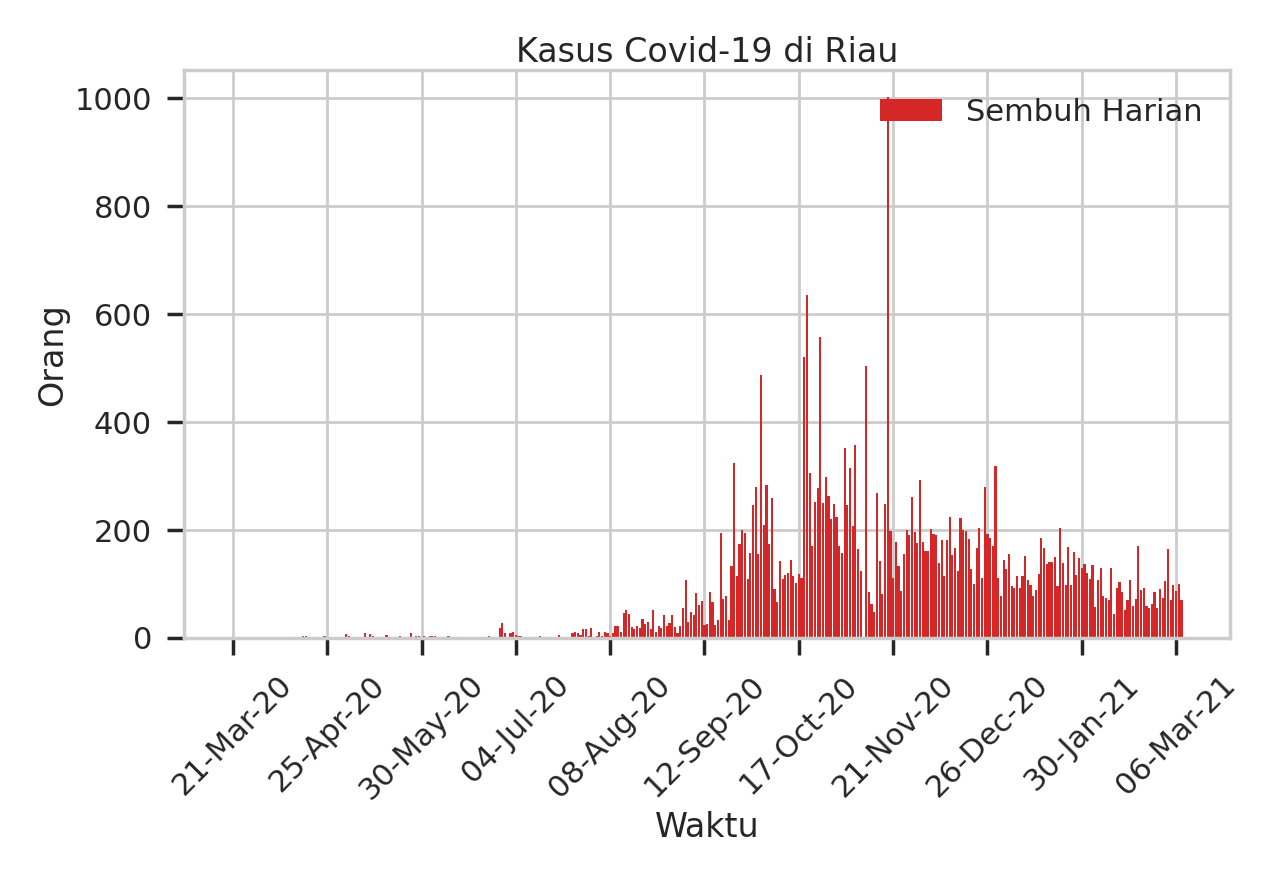 Kasus Covid-19 di Riau
Sembuh Harian
Orang
1000
800
600
400
200
0
21-Mar-20
25-Apr-20
30-May-20
04-Jul-20
08-Aug-20
12-Sep-20
17-Oct-20
21-Nov-20
26-Dec-20
30-Jan-21
06-Mar-21
Waktu